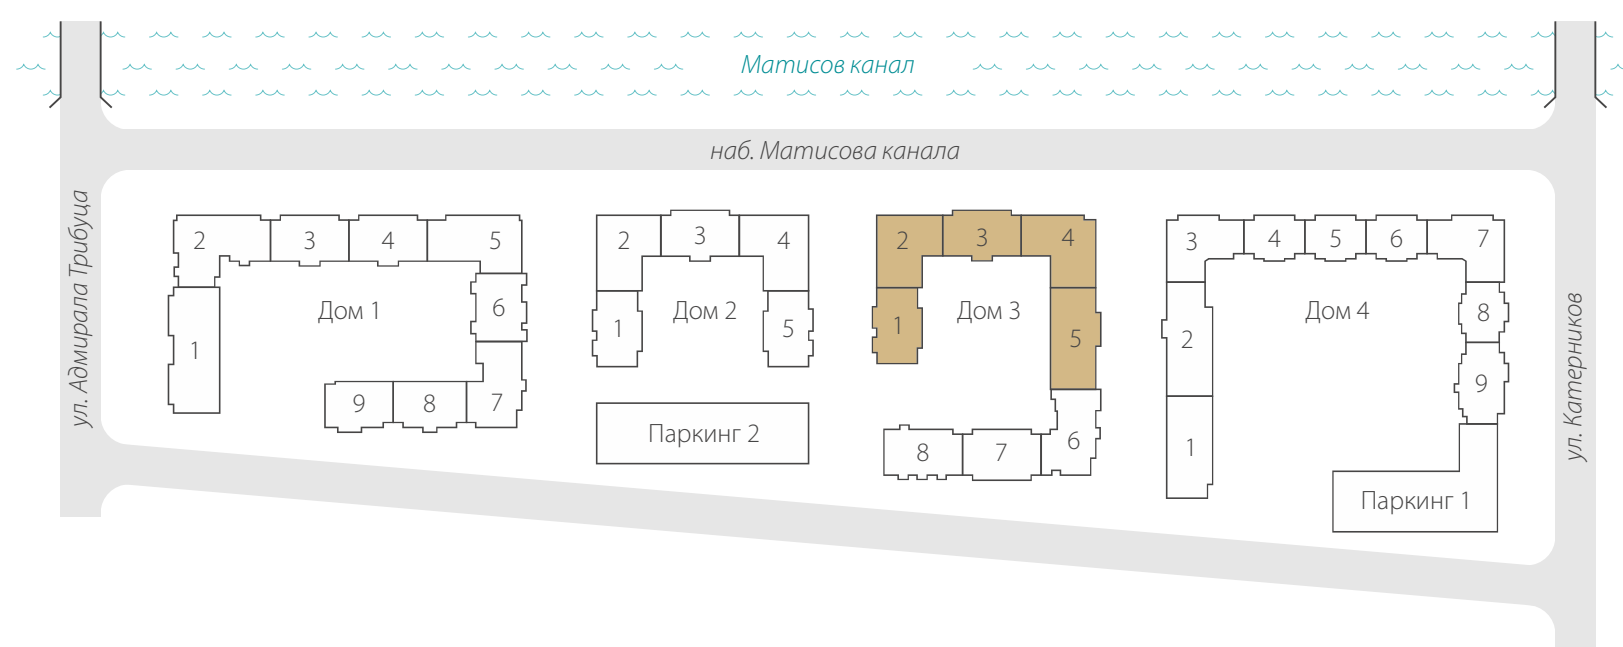 Матисов канал
наб. Матисова канала
ул. Адмирала Трибуца
2 3 4 5
1 Дом 1 6
9 8 7
2 3 4
1 Дом 2 5
Паркинг 2
2 3 4
1 Дом 3 5
8 7 6
3 4 5 6 7
2 Дом 4 8
9
1
Паркинг 1
ул. Катерников